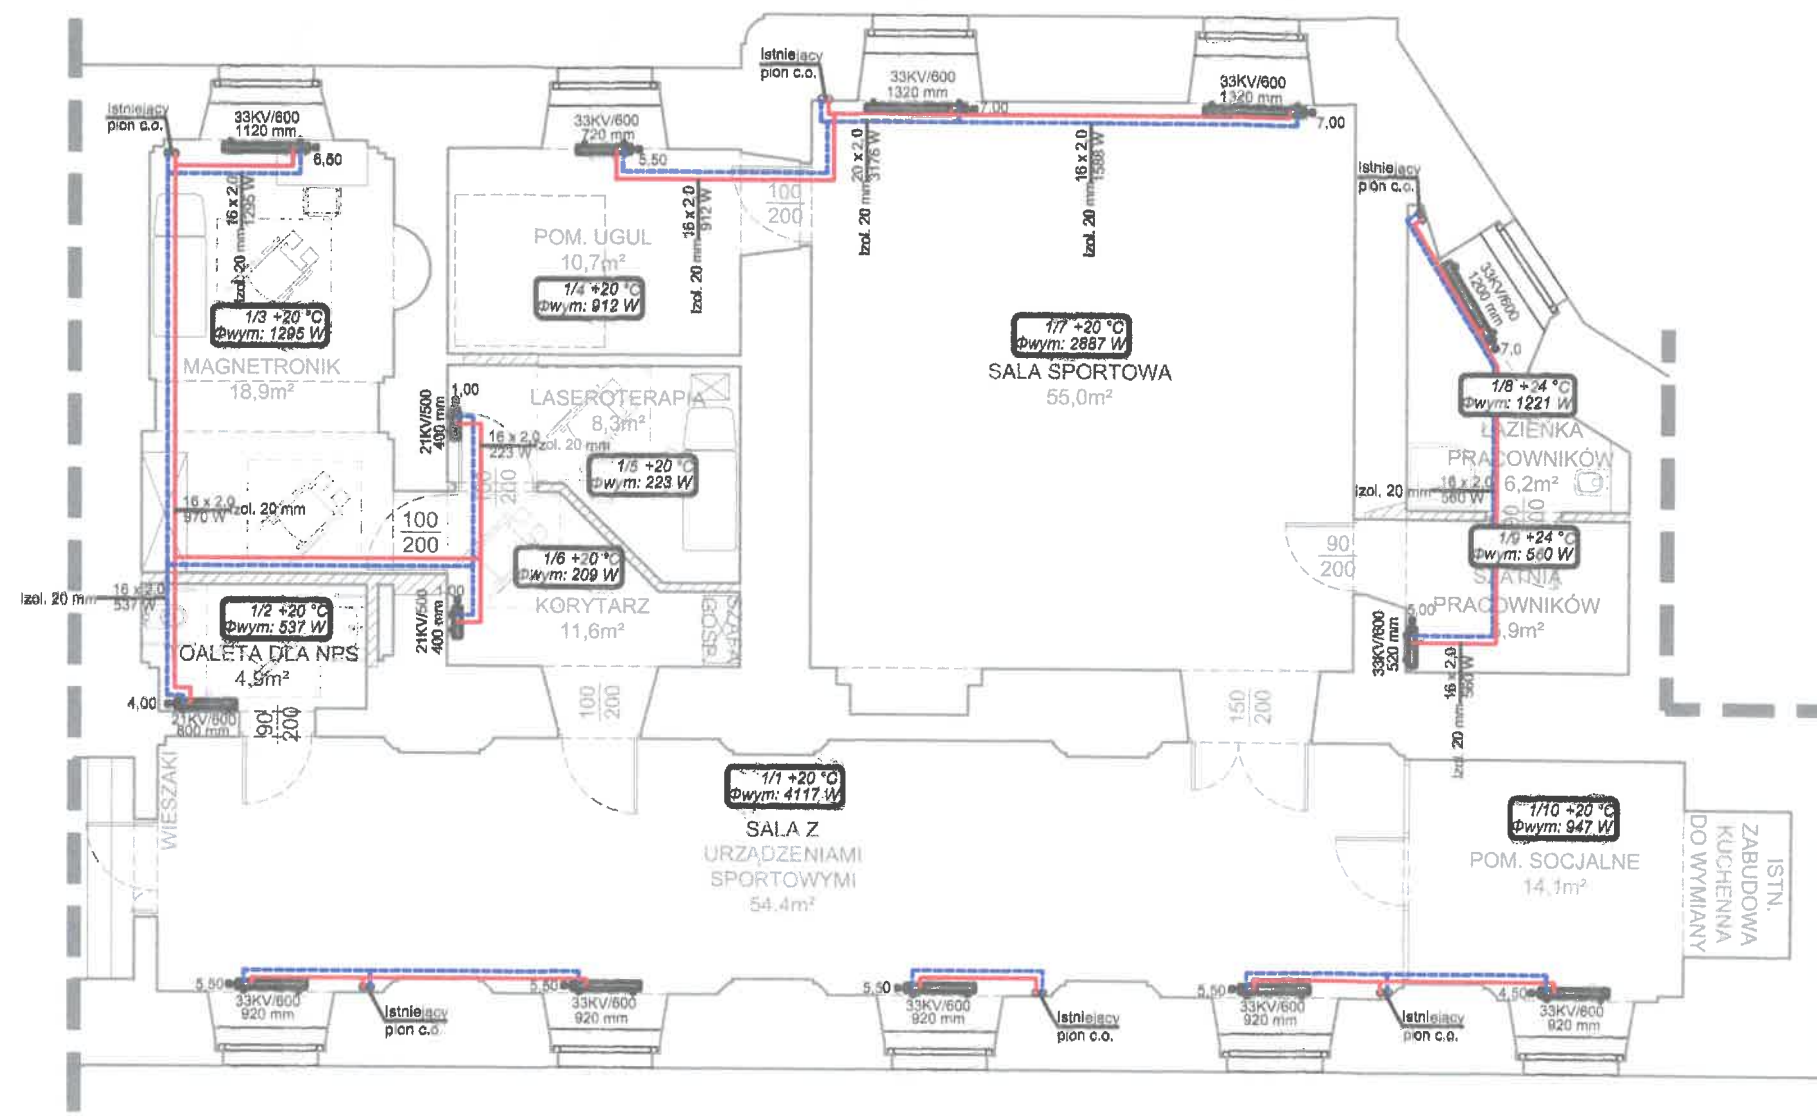 Istniejący
pion c.o.
33KV/600
1120 mm
6,50
16 x 2,0
1295 W
Izol. 20 mm
1/3 +20 °C
Φwym: 1295 W
MAGNETRONIK
18,9m²
33KV/600
720 mm
5,50
16 x 2,0
912 W
Izol. 20 mm
POM. UGUL
10,7m²
1/4 +20 °C
Φwym: 912 W
100
200
Istniejący
pion c.o.
33KV/600
1320 mm
7,00
20 x 2,0
3176 W
Izol. 20 mm
33KV/600
1320 mm
7,00
16 x 2,0
1588 W
Izol. 20 mm
1/7 +20 °C
Φwym: 2887 W
SALA SPORTOWA
55,0m²
Istniejący
pion c.o.
33KV/600
1200 mm
7,0
1/8 +24 °C
Φwym: 1221 W
ŁAZIENKA
PRACOWNIKÓW
6,2m²
16 x 2,0
560 W
Izol. 20 mm
1/9 +24 °C
Φwym: 560 W
SZATNIA
PRACOWNIKÓW
90
200
5,00
33KV/600
520 mm
16 x 2,0
560 W
Izol. 20 mm
21KV/500
400 mm
1,00
LASEROTERAPIA
8,3m²
16 x 2,0
223 W
Izol. 20 mm
1/5 +20 °C
Φwym: 223 W
100
200
16 x 2,0
970 W
Izol. 20 mm
100
200
1/6 +20 °C
Φwym: 209 W
KORYTARZ
11,6m²
21KV/500
400 mm
1,00
SZAFA
GOSP.
16 x 2,0
537 W
Izol. 20 mm
1/2 +20 °C
Φwym: 537 W
OALETA DLA NPS
4,9m²
4,00
21KV/600
800 mm
90
200
100
200
150
200
WIESZAKI
1/1 +20 °C
Φwym: 4117 W
SALA Z
URZĄDZENIAMI
SPORTOWYMI
54,4m²
1/10 +20 °C
Φwym: 947 W
POM. SOCJALNE
14,1m²
ISTN.
ZABUDOWA
KUCHENNA
DO WYMIANY
5,50
33KV/600
920 mm
Istniejący
pion c.o.
5,50
33KV/600
920 mm
5,50
33KV/600
920 mm
Istniejący
pion c.o.
5,50
33KV/600
920 mm
Istniejący
pion c.o.
4,50
33KV/600
920 mm